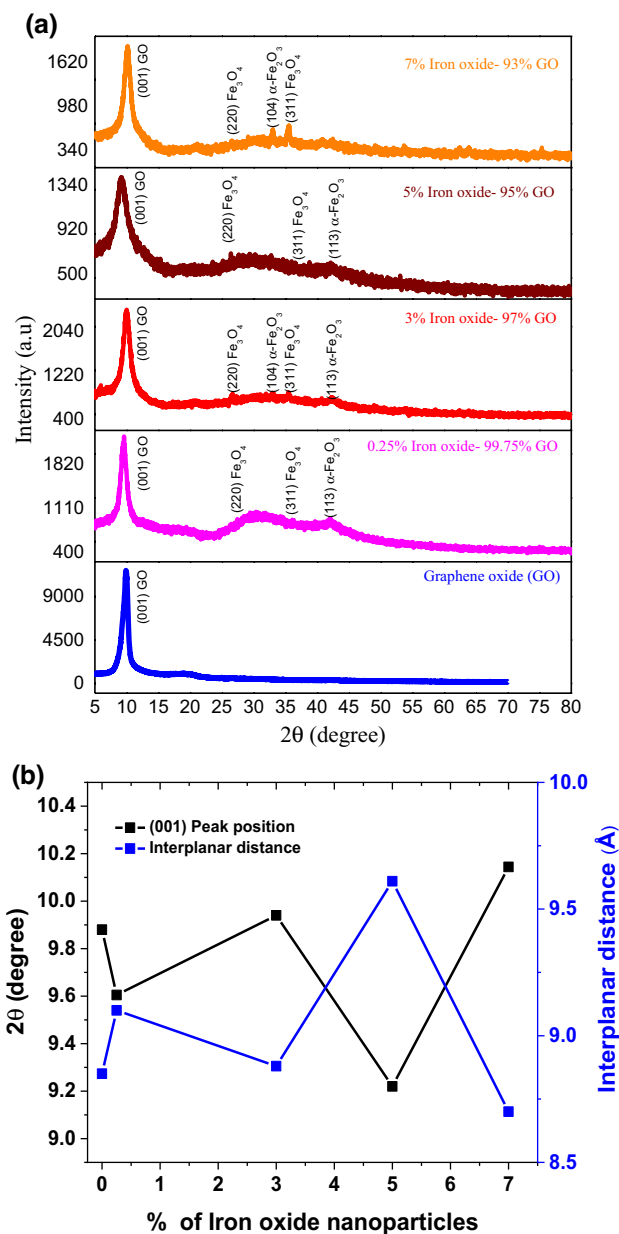 (a)
Intensity (a.u)
1620
980
340
(001) GO
(220) Fe₃O₄
(104) α-Fe₂O₃
(311) Fe₃O₄
7% Iron oxide- 93% GO
1340
920
500
(001) GO
(220) Fe₃O₄
(311) Fe₃O₄
(113) α-Fe₂O₃
5% Iron oxide- 95% GO
2040
1220
400
(001) GO
(220) Fe₃O₄
(104) α-Fe₂O₃
(311) Fe₃O₄
(113) α-Fe₂O₃
3% Iron oxide- 97% GO
1820
1110
400
(001) GO
(220) Fe₃O₄
(311) Fe₃O₄
(113) α-Fe₂O₃
0.25% Iron oxide- 99.75% GO
9000
4500
0
(001) GO
Graphene oxide (GO)
5 10 15 20 25 30 35 40 45 50 55 60 65 70 75 80
2θ (degree)
(b)
2θ (degree)
10.4
10.2
10.0
9.8
9.6
9.4
9.2
9.0
(001) Peak position
Interplanar distance
10.0
9.5
9.0
8.5
Interplanar distance (Å)
0 1 2 3 4 5 6 7
% of Iron oxide nanoparticles